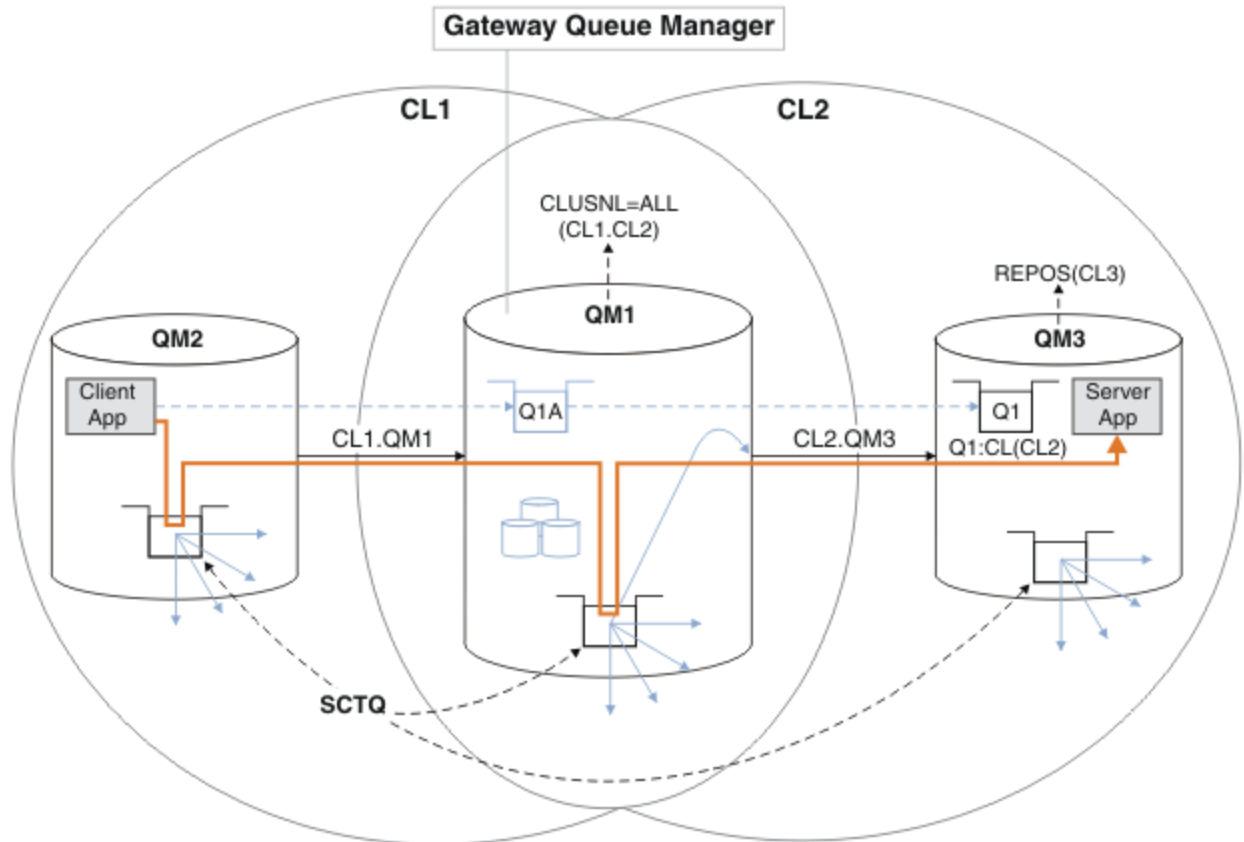 Gateway Queue Manager
CL1
CL2
CLUSNL=ALL
(CL1.CL2)
REPOS(CL3)
QM2
QM1
QM3
Client
App
Q1A
Q1
Server
App
CL1.QM1
CL2.QM3
Q1:CL(CL2)
SCTQ